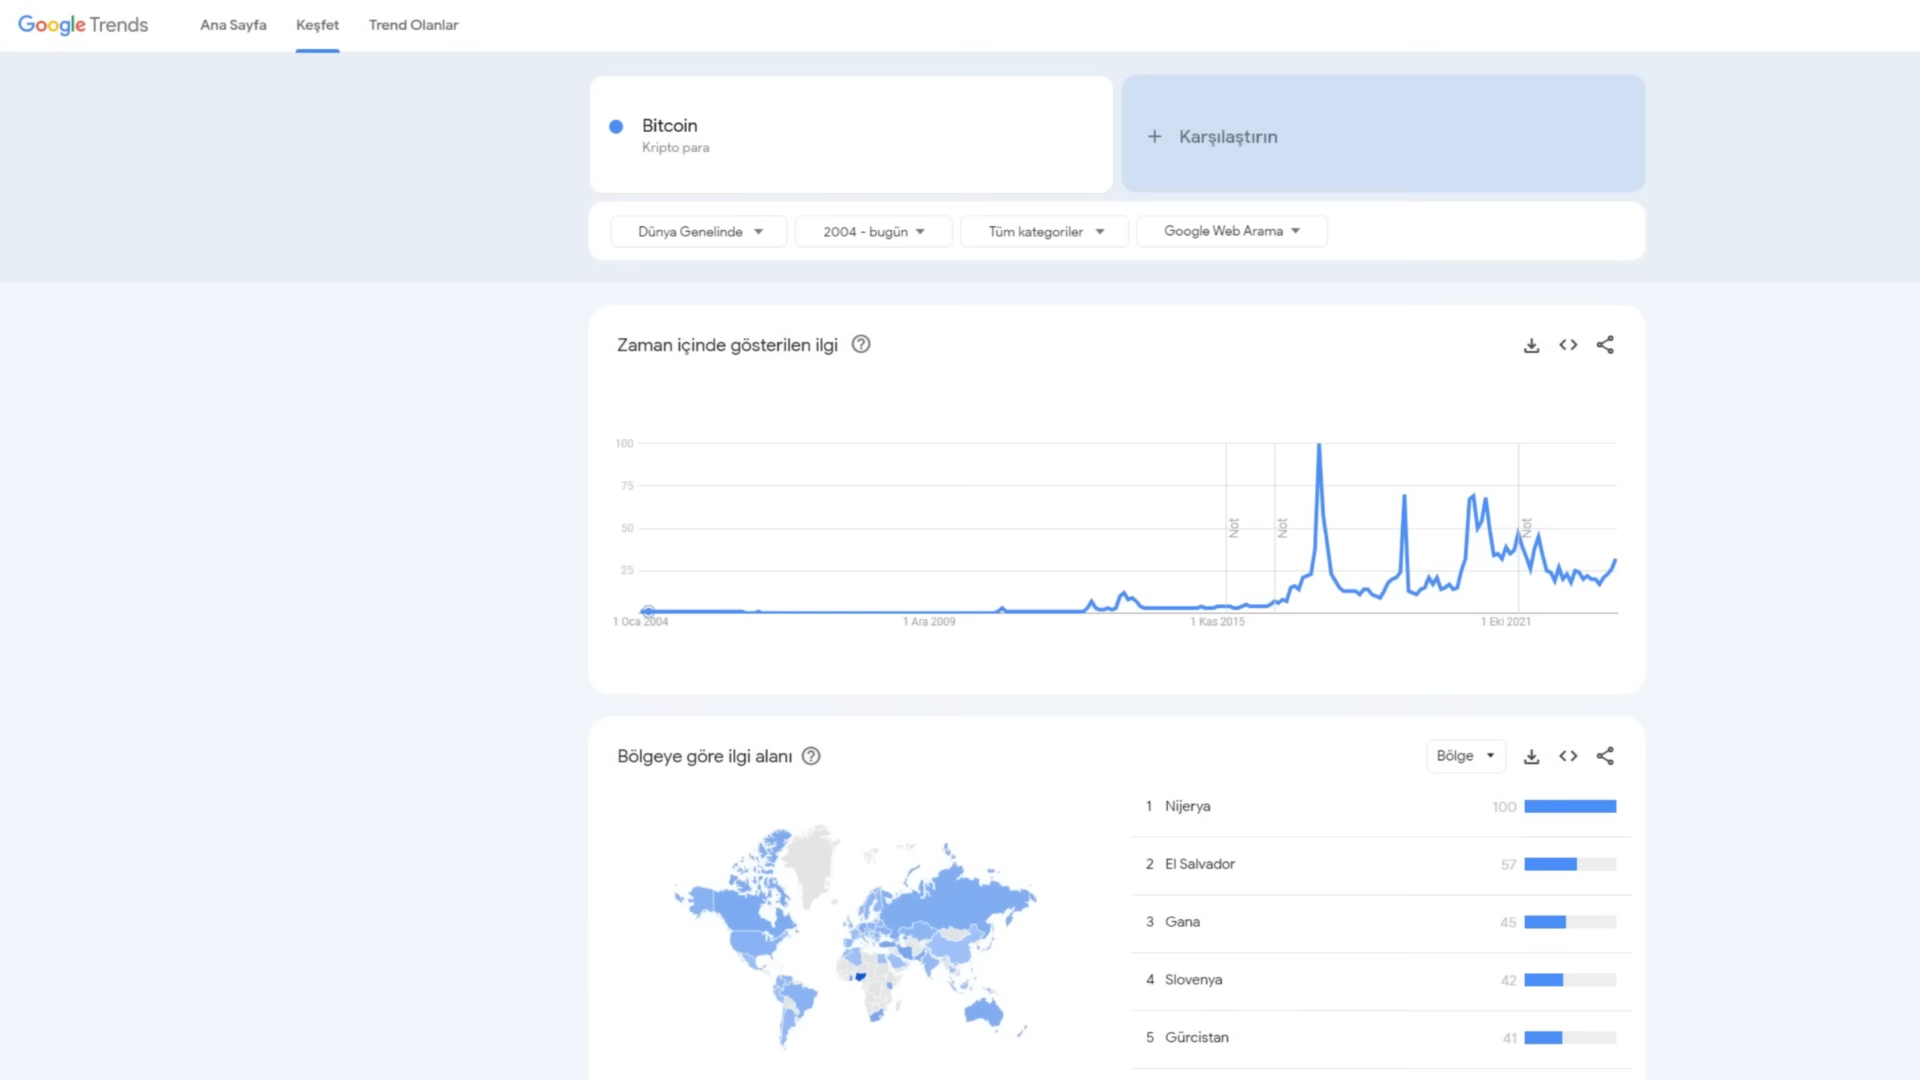 Google Trends
Ana Sayfa
Keşfet
Trend Olanlar
Bitcoin
Kripto para
+ Karşılaştırın
Dünya Genelinde
2004 - bugün
Tüm kategoriler
Google Web Arama
Zaman içinde gösterilen ilgi
100
75
50
25
Not
Not
Not
1 Oca 2004
1 Ara 2009
1 Kas 2015
1 Eki 2021
Bölgeye göre ilgi alanı
Bölge
1 Nijerya 100
2 El Salvador 57
3 Gana 45
4 Slovenya 42
5 Gürcistan 41